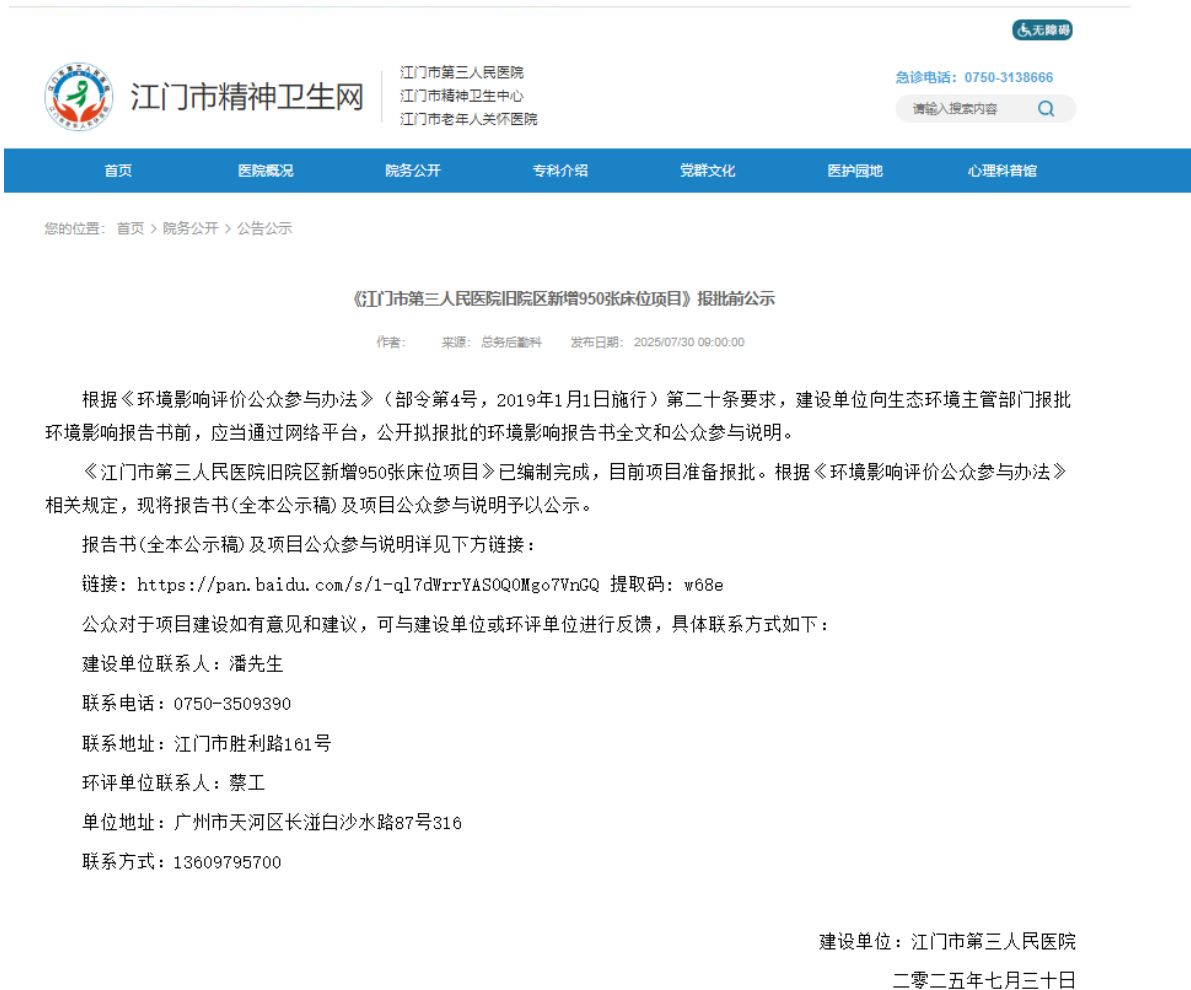 无障碍
江门市精神卫生网
江门市第三人民医院
江门市精神卫生中心
江门市老年人关怀医院
急诊电话：0750-3138666
请输入搜索内容
首页 医院概况 院务公开 专科介绍 党群文化 医护园地 心理科普馆
您的位置： 首页 > 院务公开 > 公告公示
《江门市第三人民医院旧院区新增950张床位项目》报批前公示
作者： 来源：总务后勤科 发布日期：2025/07/30 09:00:00
根据《环境影响评价公众参与办法》（部令第4号，2019年1月1日施行）第二十条要求，建设单位向生态环境主管部门报批
环境影响报告书前，应当通过网络平台，公开拟报批的环境影响报告书全文和公众参与说明。
《江门市第三人民医院旧院区新增950张床位项目》已编制完成，目前项目准备报批。根据《环境影响评价公众参与办法》
相关规定，现将报告书(全本公示稿)及项目公众参与说明予以公示。
报告书(全本公示稿)及项目公众参与说明详见下方链接：
链接：https://pan.baidu.com/s/1-ql7dWrrYASOQOMgo7VnGQ 提取码：w68e
公众对于项目建设如有意见和建议，可与建设单位或环评单位进行反馈，具体联系方式如下：
建设单位联系人：潘先生
联系电话：0750-3509390
联系地址：江门市胜利路161号
环评单位联系人：蔡工
单位地址：广州市天河区长湴白沙水路87号316
联系方式：13609795700
建设单位：江门市第三人民医院
二零二五年七月三十日